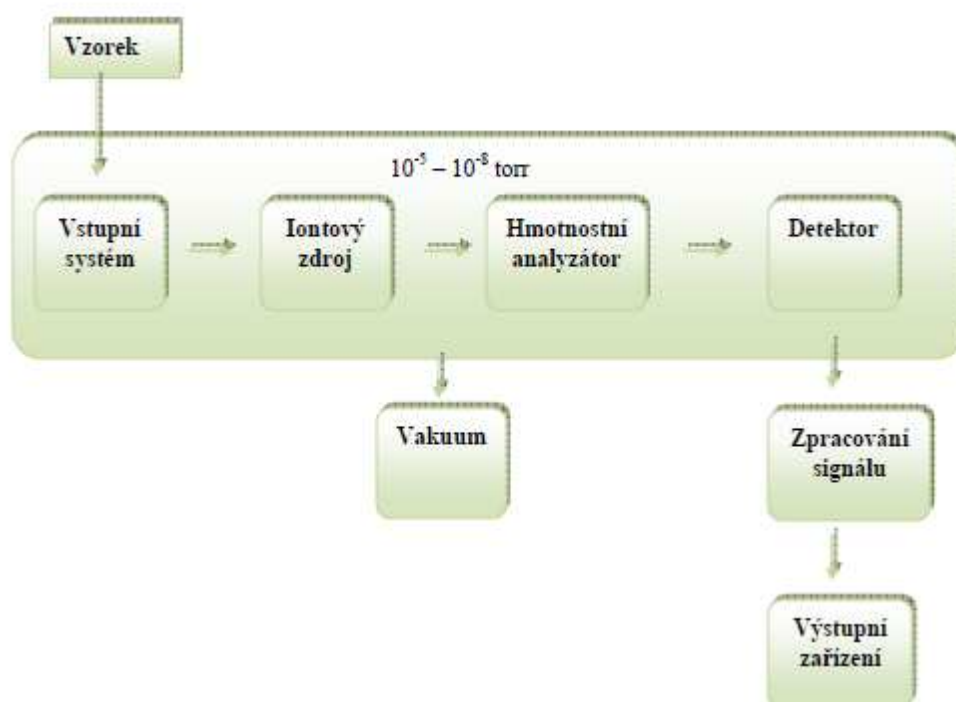 Vzorek
10⁻⁵ – 10⁻⁸ torr
Vstupní
systém
Iontový
zdroj
Hmotnostní
analyzátor
Detektor
Vakuum
Zpracování
signálu
Výstupní
zařízení